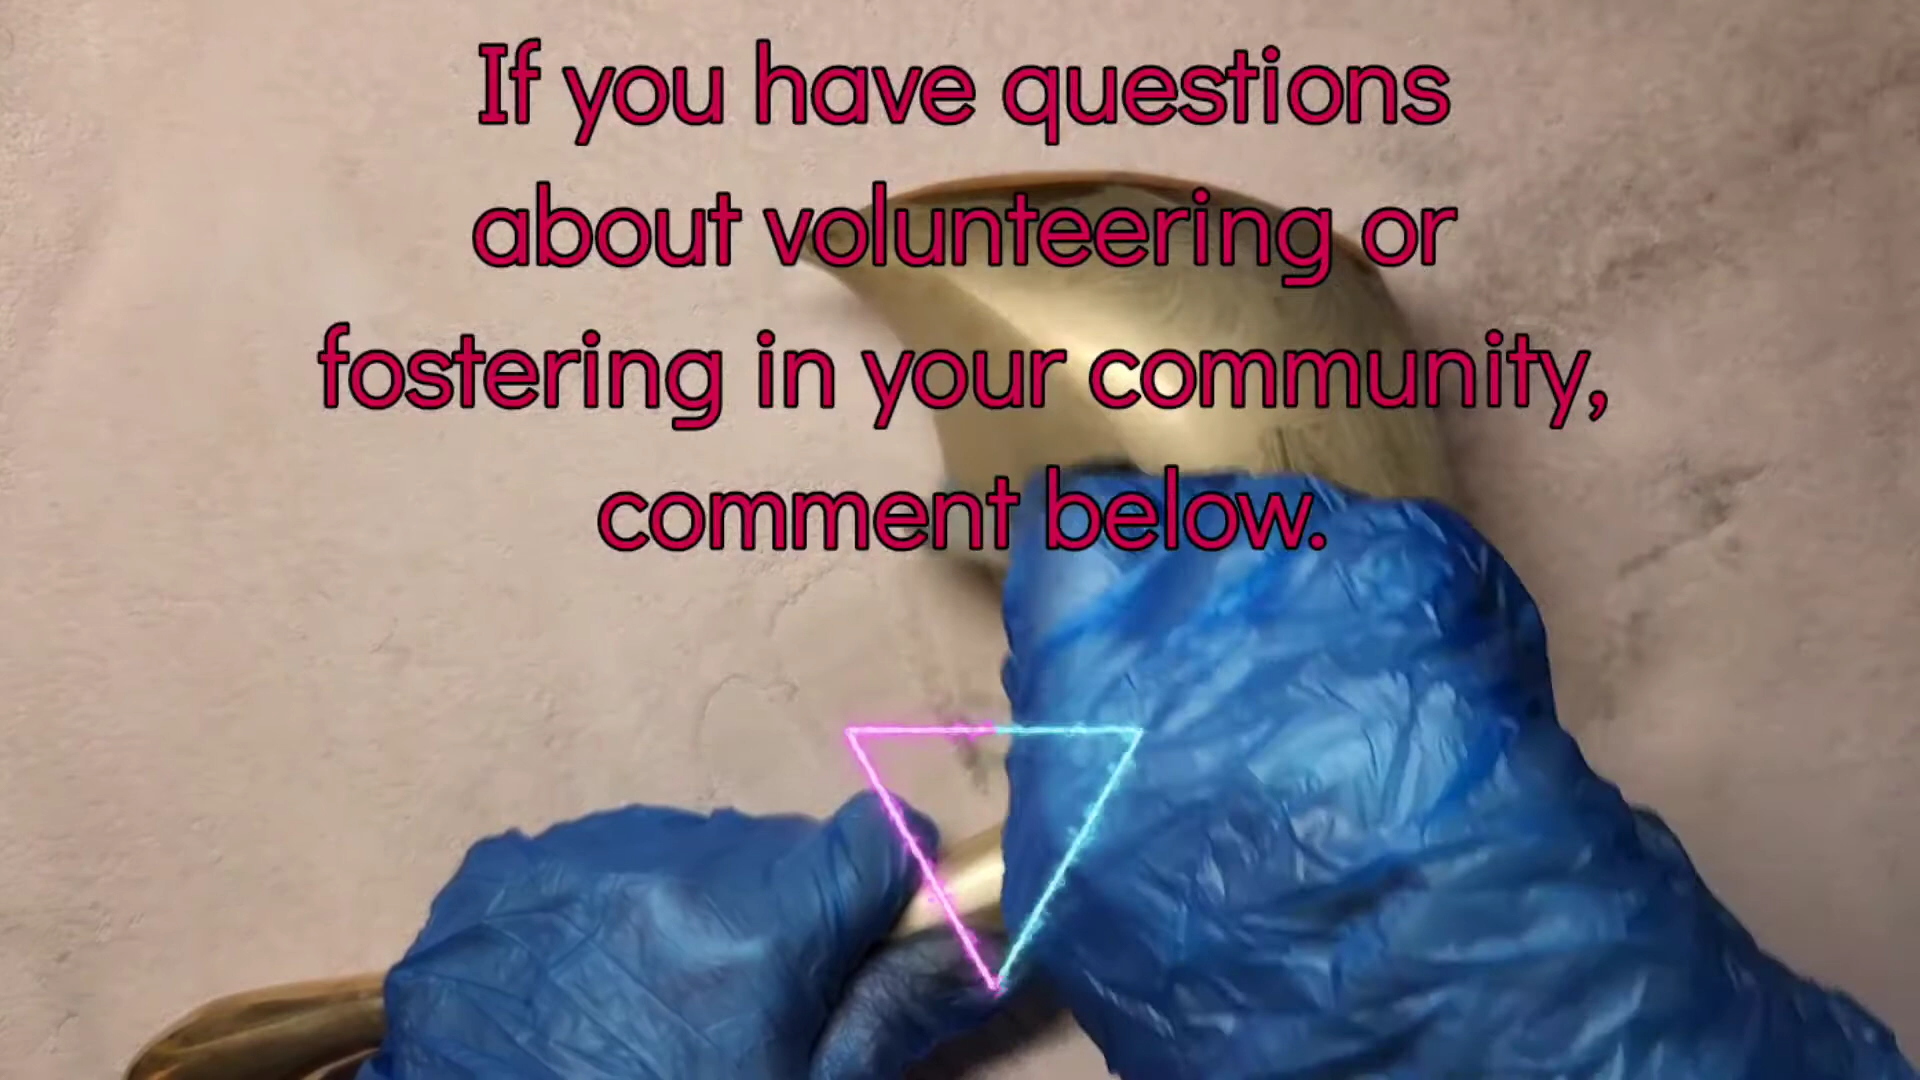 If you have questions
about volunteering or
fostering in your community,
comment below.